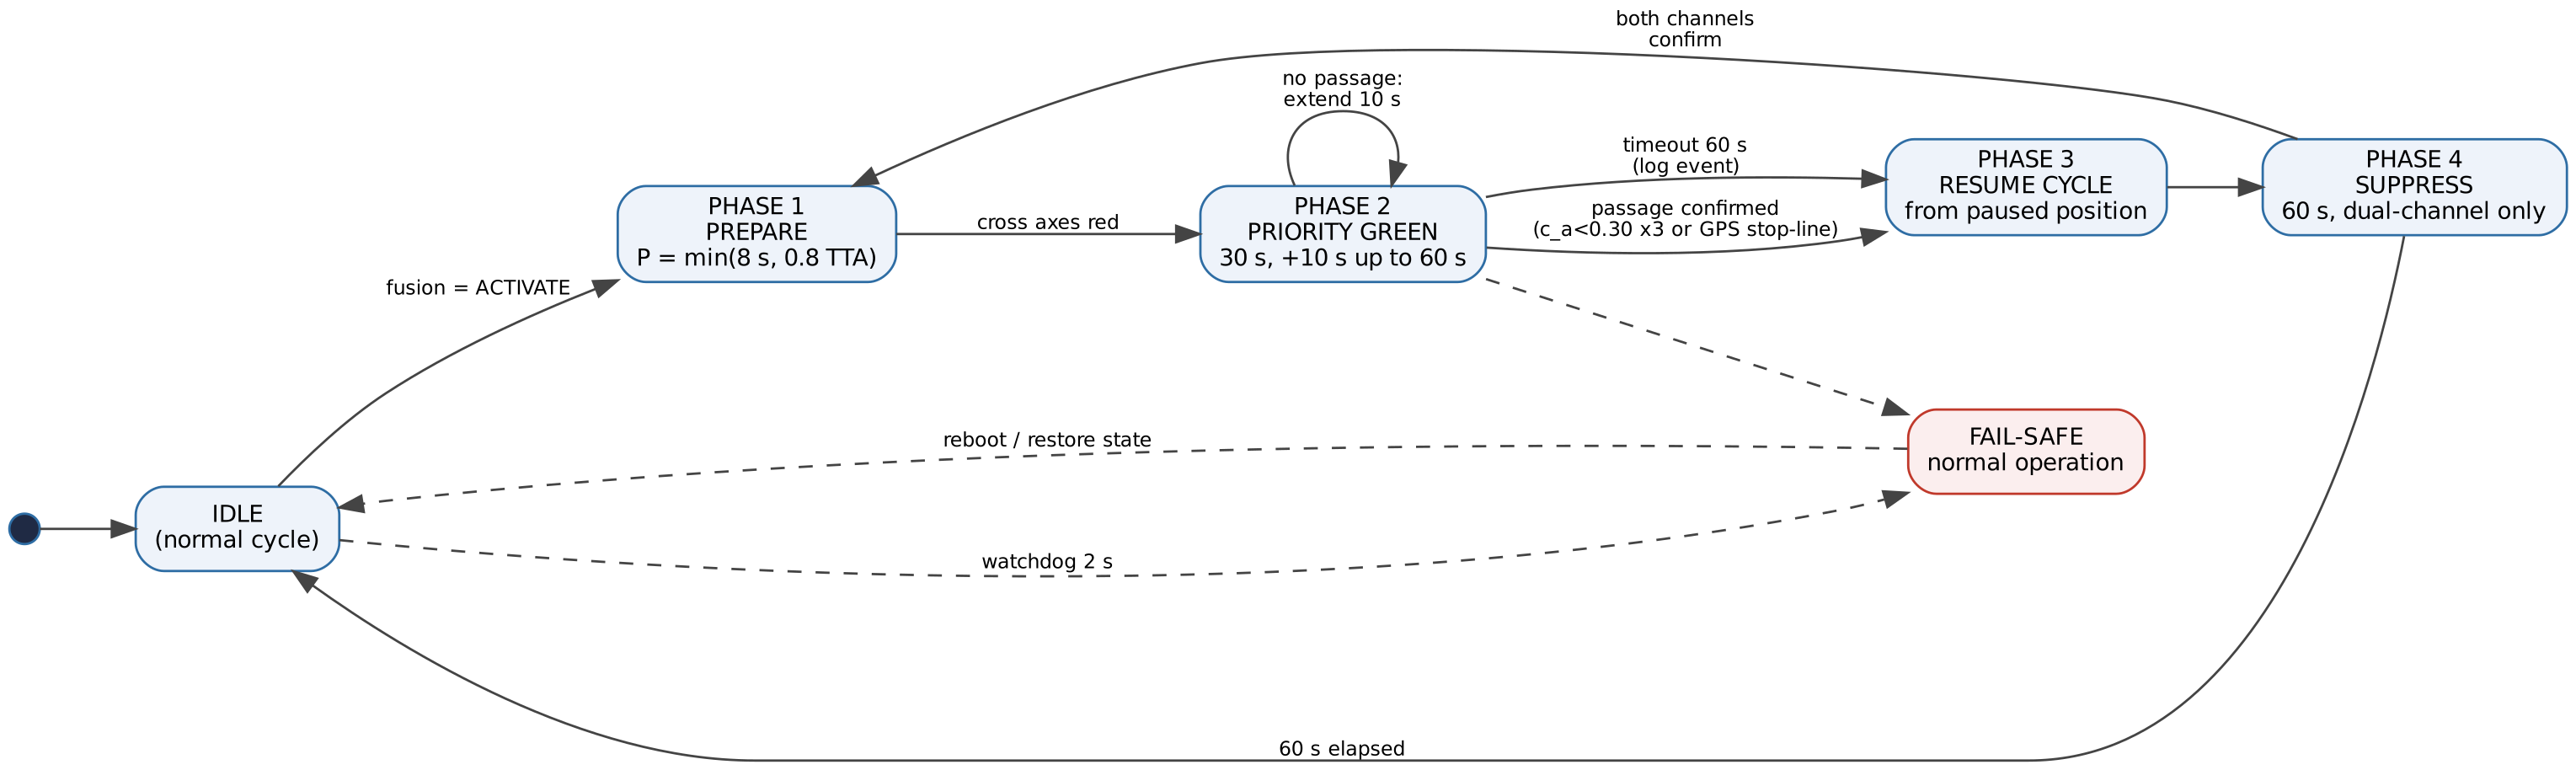 both channels
confirm
no passage:
extend 10 s
timeout 60 s
(log event)
PHASE 3
RESUME CYCLE
from paused position
PHASE 4
SUPPRESS
60 s, dual-channel only
PHASE 1
PREPARE
P = min(8 s, 0.8 TTA)
cross axes red
PHASE 2
PRIORITY GREEN
30 s, +10 s up to 60 s
passage confirmed
(c_a<0.30 x3 or GPS stop-line)
fusion = ACTIVATE
reboot / restore state
FAIL-SAFE
normal operation
IDLE
(normal cycle)
watchdog 2 s
60 s elapsed